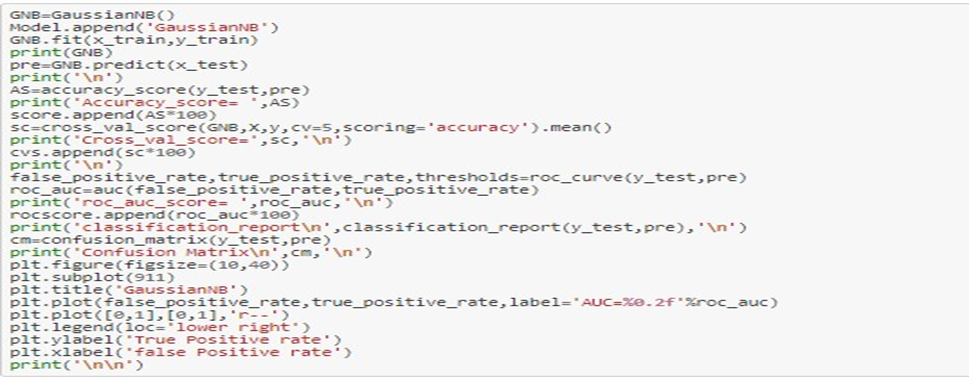 GNB=GaussianNB()
Model.append('GaussianNB')
GNB.fit(x_train,y_train)
print(GNB)
pre=GNB.predict(x_test)
print('\n')
AS=accuracy_score(y_test,pre)
print('Accuracy_score= ',AS)
score.append(AS*100)
sc=cross_val_score(GNB,X,y,cv=5,scoring='accuracy').mean()
print('Cross_val_score=',sc,'\n')
cvs.append(sc*100)
print('\n')
false_positive_rate,true_positive_rate,thresholds=roc_curve(y_test,pre)
roc_auc=auc(false_positive_rate,true_positive_rate)
print('roc_auc_score= ',roc_auc,'\n')
rocscore.append(roc_auc*100)
print('classification_report\n',classification_report(y_test,pre),'\n')
cm=confusion_matrix(y_test,pre)
print('Confusion Matrix\n',cm,'\n')
plt.figure(figsize=(10,40))
plt.subplot(911)
plt.title('GaussianNB')
plt.plot(false_positive_rate,true_positive_rate,label='AUC=%0.2f'%roc_auc)
plt.plot([0,1],[0,1],'r--')
plt.legend(loc='lower right')
plt.ylabel('True Positive rate')
plt.xlabel('false Positive rate')
print('\n\n')